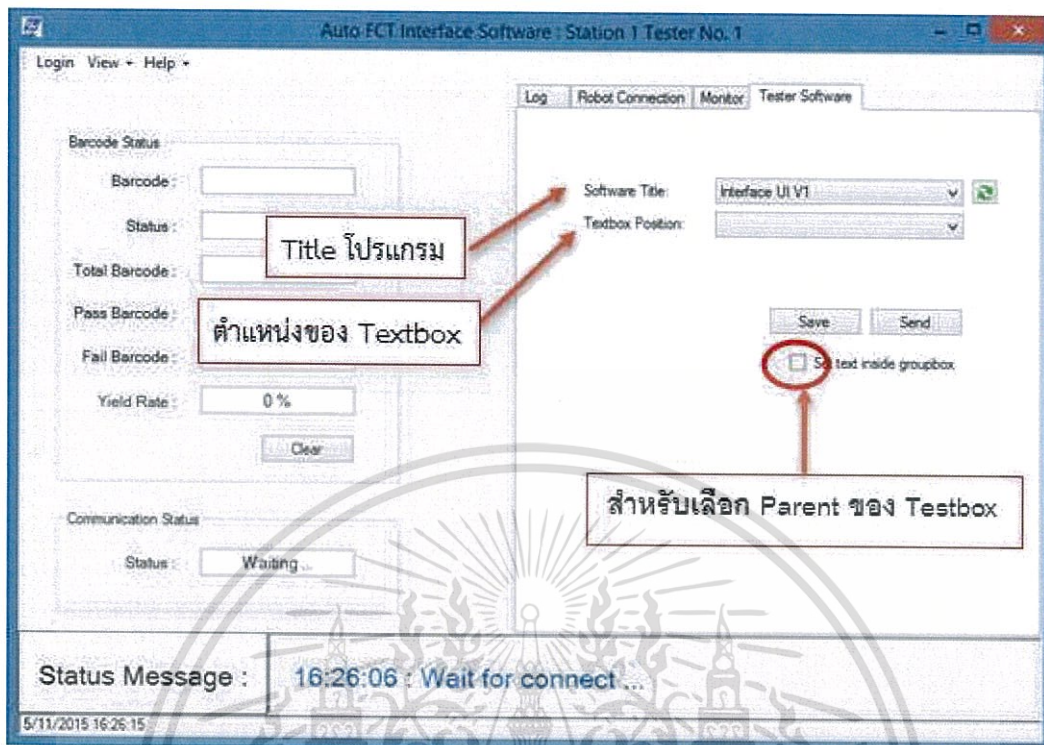 Auto FCT Interface Software : Station 1 Tester No. 1
Login View Help
Log Robot Connection Monitor Tester Software
Barcode Status
Barcode :
Status :
Total Barcode :
Pass Barcode :
Fail Barcode :
Yield Rate : 0 %
Clear
Communication Status
Status : Waiting ...
Software Title: Interface UI V1
Textbox Position:
Title โปรแกรม
ตำแหน่งของ Textbox
Save Send
Set text inside groupbox
สำหรับเลือก Parent ของ Testbox
Status Message : 16:26:06 : Wait for connect ...
5/11/2015 16:26:15